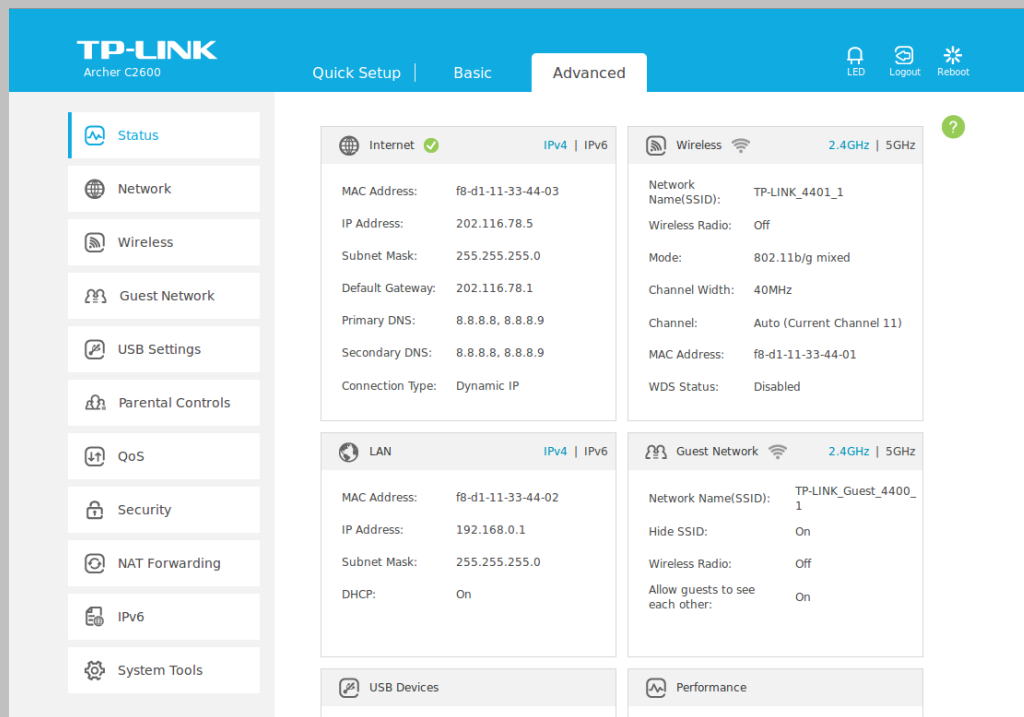 TP-LINK
Archer C2600
Quick Setup | Basic Advanced
LED Logout Reboot
Status
Network
Wireless
Guest Network
USB Settings
Parental Controls
QoS
Security
NAT Forwarding
IPv6
System Tools
Internet IPv4 | IPv6
MAC Address: f8-d1-11-33-44-03
IP Address: 202.116.78.5
Subnet Mask: 255.255.255.0
Default Gateway: 202.116.78.1
Primary DNS: 8.8.8.8, 8.8.8.9
Secondary DNS: 8.8.8.8, 8.8.8.9
Connection Type: Dynamic IP
Wireless 2.4GHz | 5GHz
Network
Name(SSID): TP-LINK_4401_1
Wireless Radio: Off
Mode: 802.11b/g mixed
Channel Width: 40MHz
Channel: Auto (Current Channel 11)
MAC Address: f8-d1-11-33-44-01
WDS Status: Disabled
?
LAN IPv4 | IPv6
MAC Address: f8-d1-11-33-44-02
IP Address: 192.168.0.1
Subnet Mask: 255.255.255.0
DHCP: On
Guest Network 2.4GHz | 5GHz
Network Name(SSID): TP-LINK_Guest_4400_
1
Hide SSID: On
Wireless Radio: Off
Allow guests to see
each other: On
USB Devices
Performance